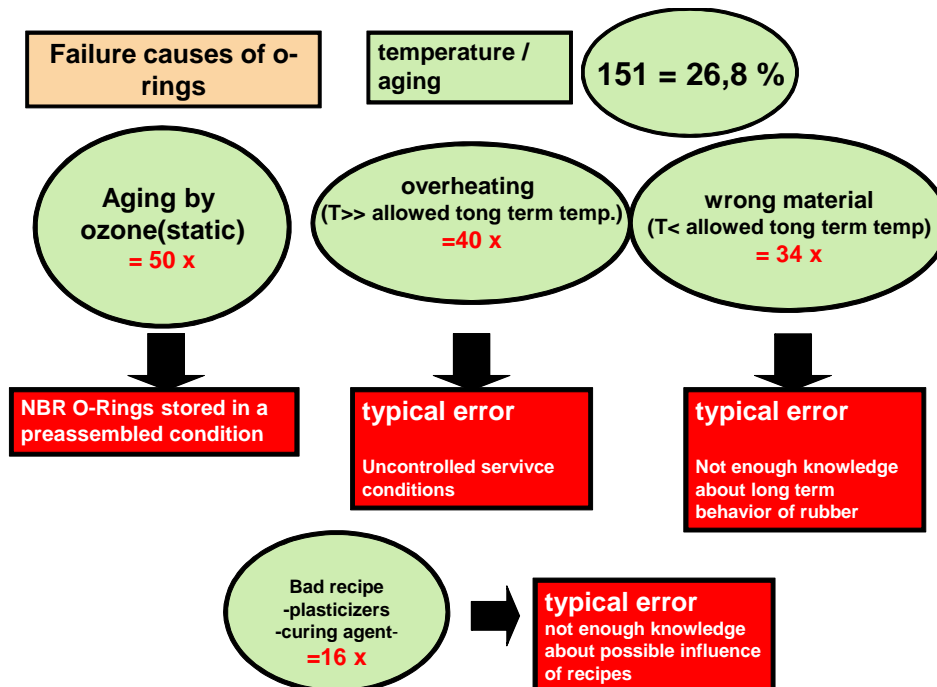 Failure causes of o-
rings
temperature /
aging
151 = 26,8 %
Aging by
ozone(static)
= 50 x
overheating
(T>> allowed tong term temp.)
=40 x
wrong material
(T< allowed tong term temp)
= 34 x
NBR O-Rings stored in a
preassembled condition
typical error
Uncontrolled servivce
conditions
typical error
Not enough knowledge
about long term
behavior of rubber
Bad recipe
-plasticizers
-curing agent-
=16 x
typical error
not enough knowledge
about possible influence
of recipes